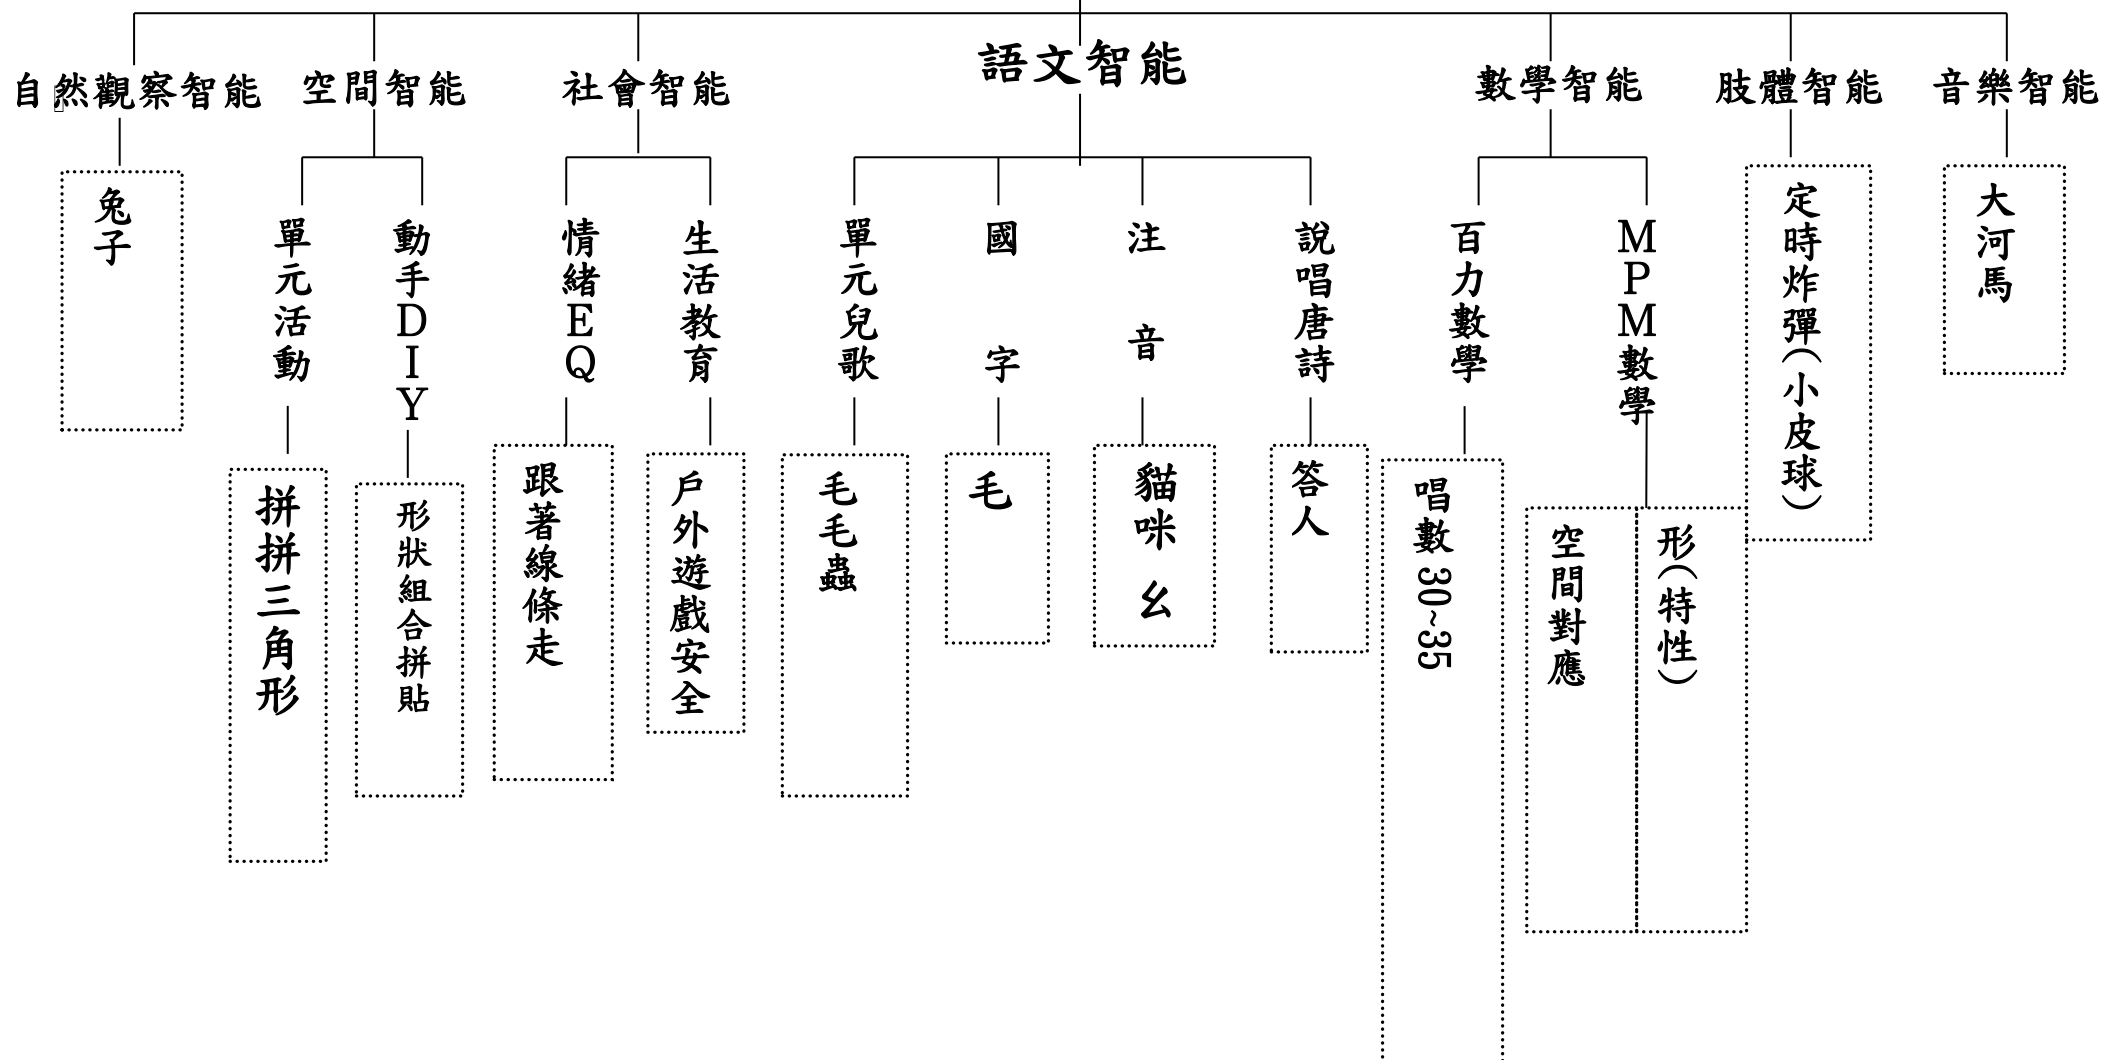 自然觀察智能
空間智能
社會智能
語文智能
數學智能
肢體智能
音樂智能
兔子
單元活動
動手DIY
情緒EQ
生活教育
單元兒歌
國字
注音
說唱唐詩
百力數學
MPM數學
定時炸彈(小皮球)
大河馬
拼拼三角形
形狀組合拼貼
跟著線條走
戶外遊戲安全
毛毛蟲
毛
貓咪 ㄠ
答人
唱數30~35
空間對應
形(特性)